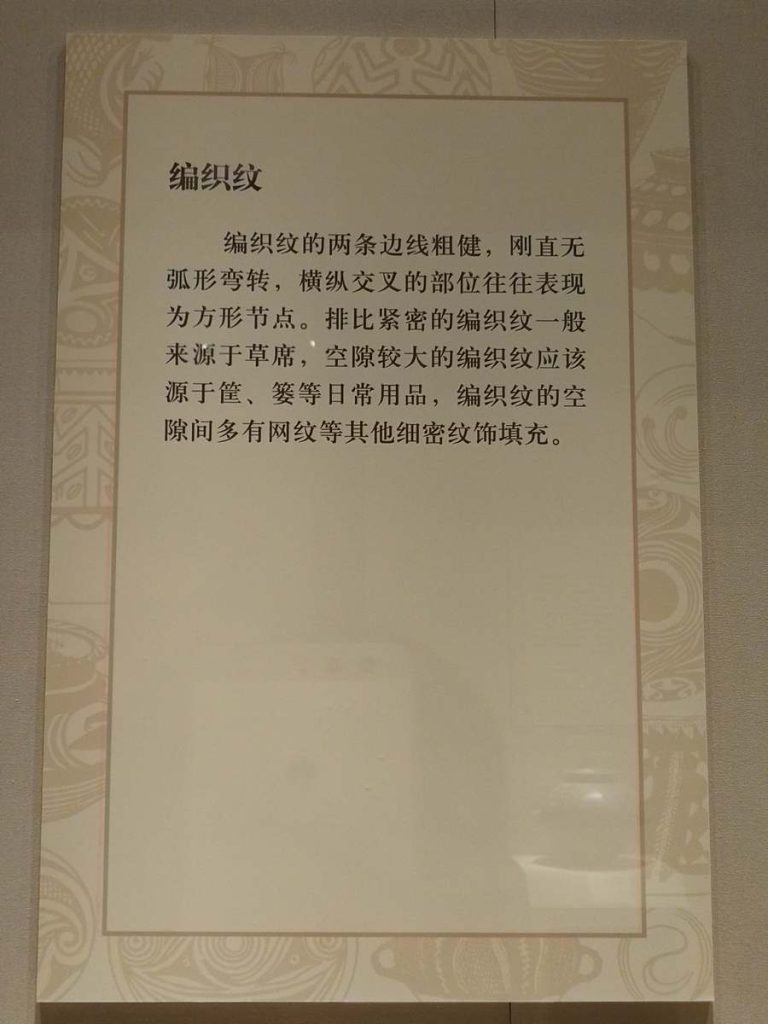 编织纹
编织纹的两条边线粗健，刚直无
弧形弯转，横纵交叉的部位往往表现
为方形节点。排比紧密的编织纹一般
来源于草席，空隙较大的编织纹应该
源于筐、篓等日常用品，编织纹的空
隙间多有网纹等其他细密纹饰填充。